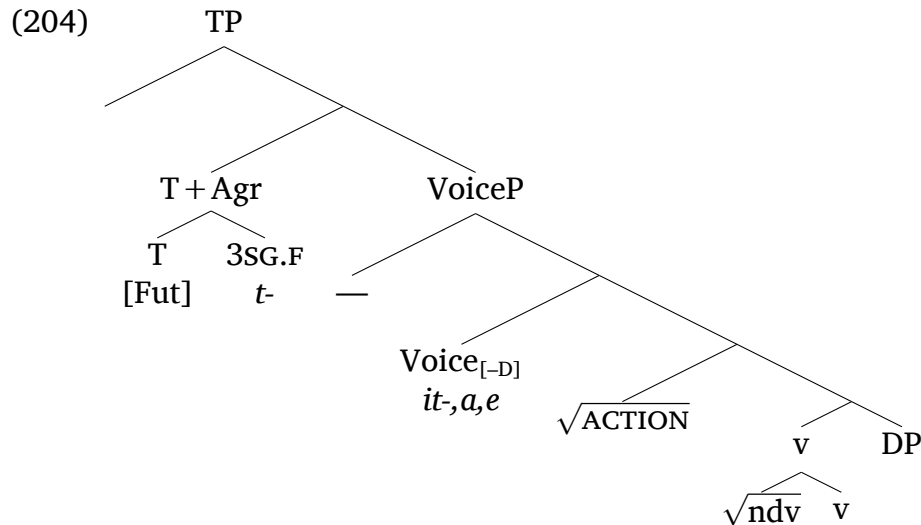 (204) TP
T + Agr VoiceP
T 3SG.F
[Fut] t- —
Voice[–D]
it-,a,e √ACTION
v DP
√ndv v